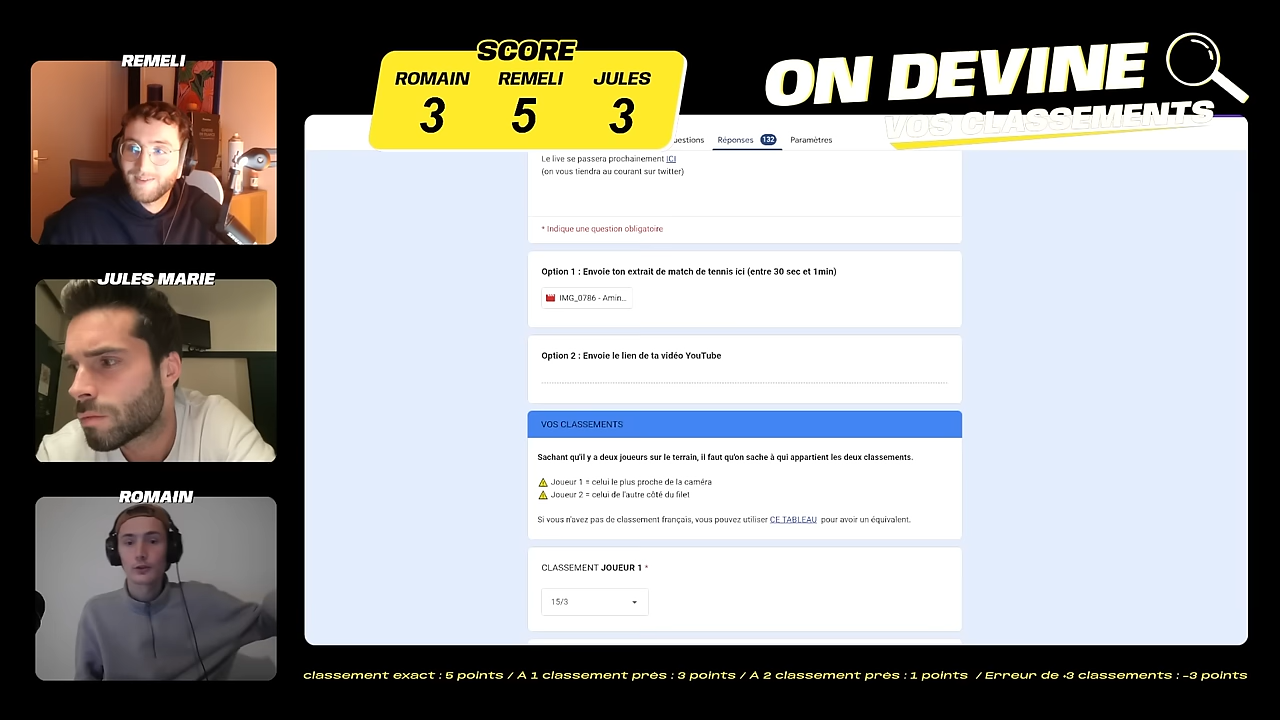 REMELI
JULES MARIE
ROMAIN
SCORE
ROMAIN REMELI JULES
3 5 3
ON DEVINE
VOS CLASSEMENTS
uestions Réponses 132 Paramètres
Le live se passera prochainement ICI
(on vous tiendra au courant sur twitter)
* Indique une question obligatoire
Option 1 : Envoie ton extrait de match de tennis ici (entre 30 sec et 1min)
IMG_0786 - Amin...
Option 2 : Envoie le lien de ta vidéo YouTube
VOS CLASSEMENTS
Sachant qu'il y a deux joueurs sur le terrain, il faut qu'on sache à qui appartient les deux classements.
⚠ Joueur 1 = celui le plus proche de la caméra
⚠ Joueur 2 = celui de l'autre côté du filet
Si vous n'avez pas de classement français, vous pouvez utiliser CE TABLEAU pour avoir un équivalent.
CLASSEMENT JOUEUR 1 *
15/3
classement exact : 5 points / À 1 classement près : 3 points / À 2 classement près : 1 points / Erreur de +3 classements : -3 points